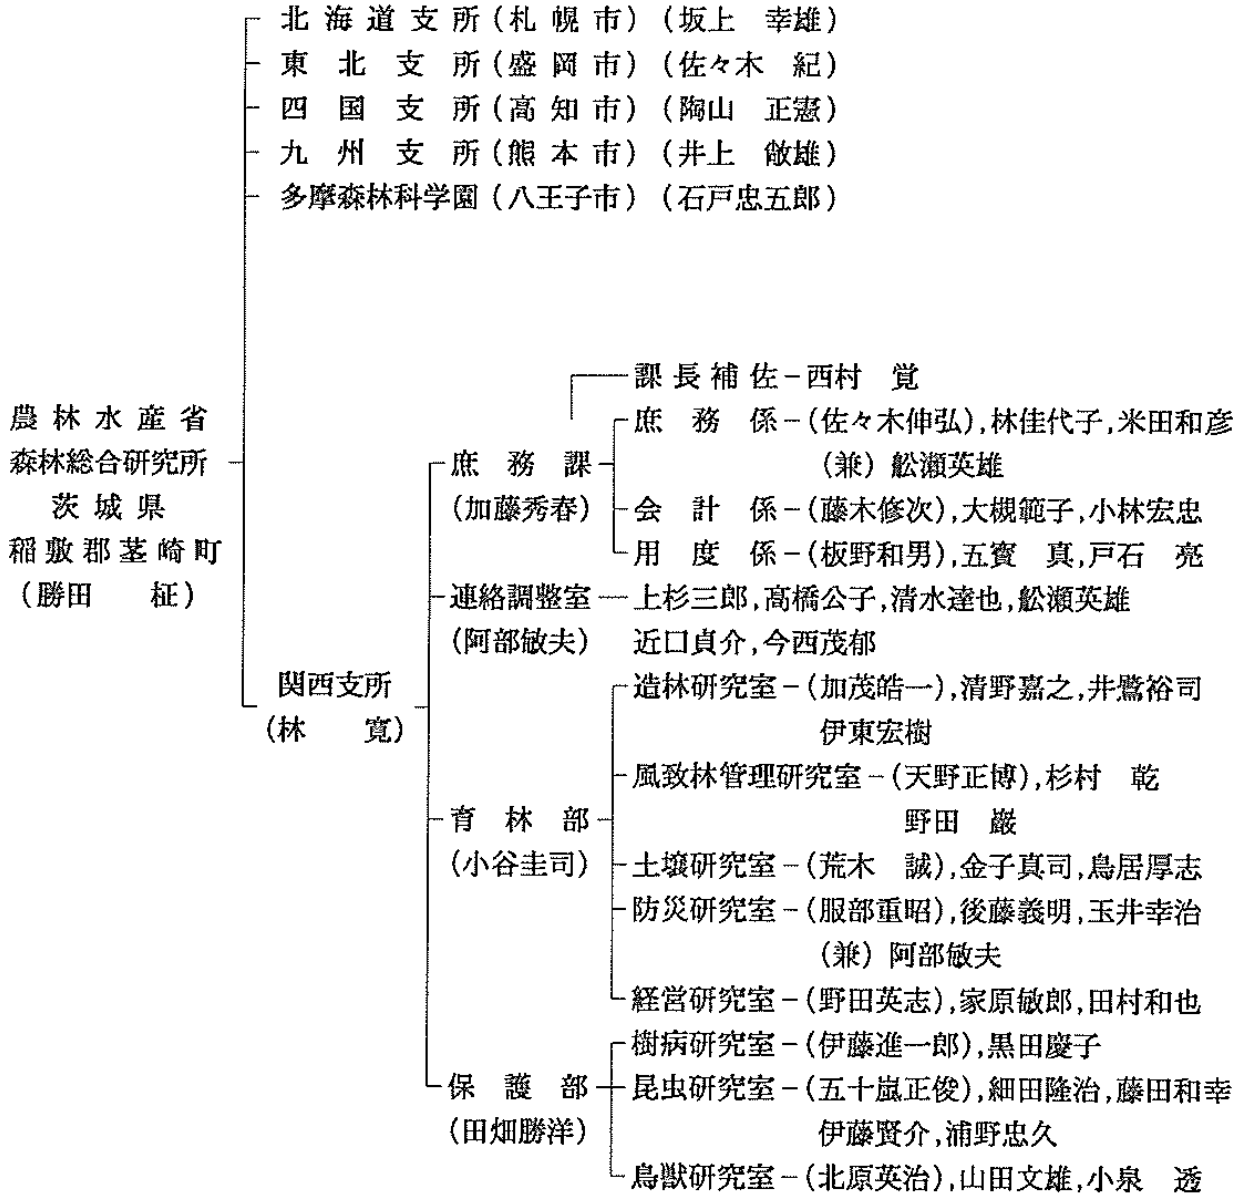 北海道支所(札幌市)(坂上 幸雄)
東北支所(盛岡市)(佐々木 紀)
四国支所(高知市)(陶山 正憲)
九州支所(熊本市)(井上 敞雄)
多摩森林科学園(八王子市)(石戸忠五郎)
農林水産省
森林総合研究所
茨城県
稲敷郡茎崎町
(勝田 柾)
関西支所
(林 寛)
庶務課
(加藤秀春)
課長補佐-西村 覚
庶務係-(佐々木伸弘),林佳代子,米田和彦
(兼)舩瀬英雄
会計係-(藤木修次),大槻範子,小林宏忠
用度係-(板野和男),五寳 真,戸石 亮
連絡調整室-上杉三郎,高橋公子,清水達也,舩瀬英雄
(阿部敏夫) 近口貞介,今西茂郁
育林部
(小谷圭司)
造林研究室-(加茂皓一),清野嘉之,井鷺裕司
伊東宏樹
風致林管理研究室-(天野正博),杉村 乾
野田 巌
土壌研究室-(荒木 誠),金子真司,鳥居厚志
防災研究室-(服部重昭),後藤義明,玉井幸治
(兼)阿部敏夫
経営研究室-(野田英志),家原敏郎,田村和也
保護部
(田畑勝洋)
樹病研究室-(伊藤進一郎),黒田慶子
昆虫研究室-(五十嵐正俊),細田隆治,藤田和幸
伊藤賢介,浦野忠久
鳥獣研究室-(北原英治),山田文雄,小泉 透